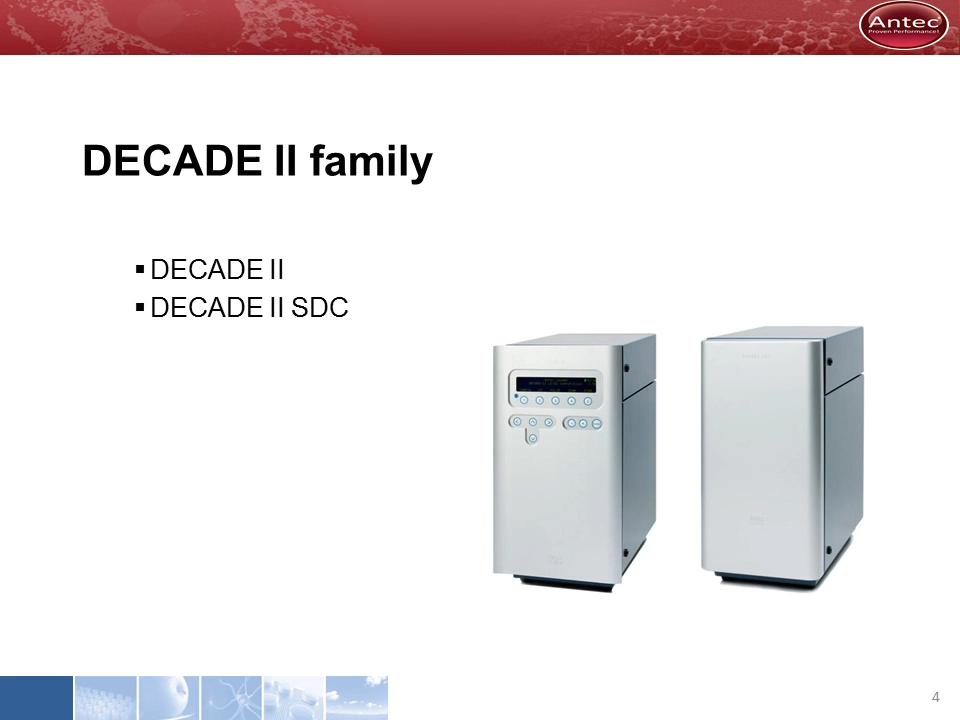 Antec
Proven Performance!
DECADE II family
▪ DECADE II
▪ DECADE II SDC
4